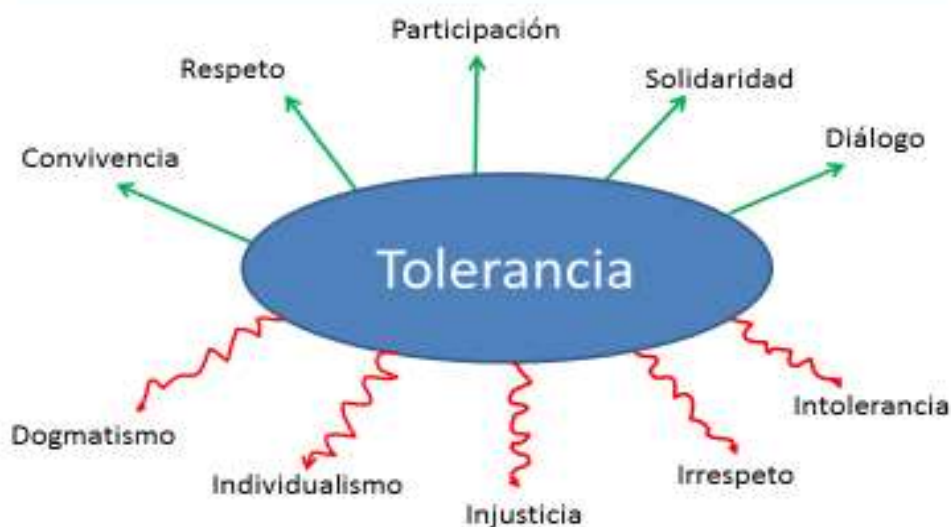 Participación
Respeto
Solidaridad
Convivencia
Diálogo
Tolerancia
Dogmatismo
Individualismo
Injusticia
Irrespeto
Intolerancia